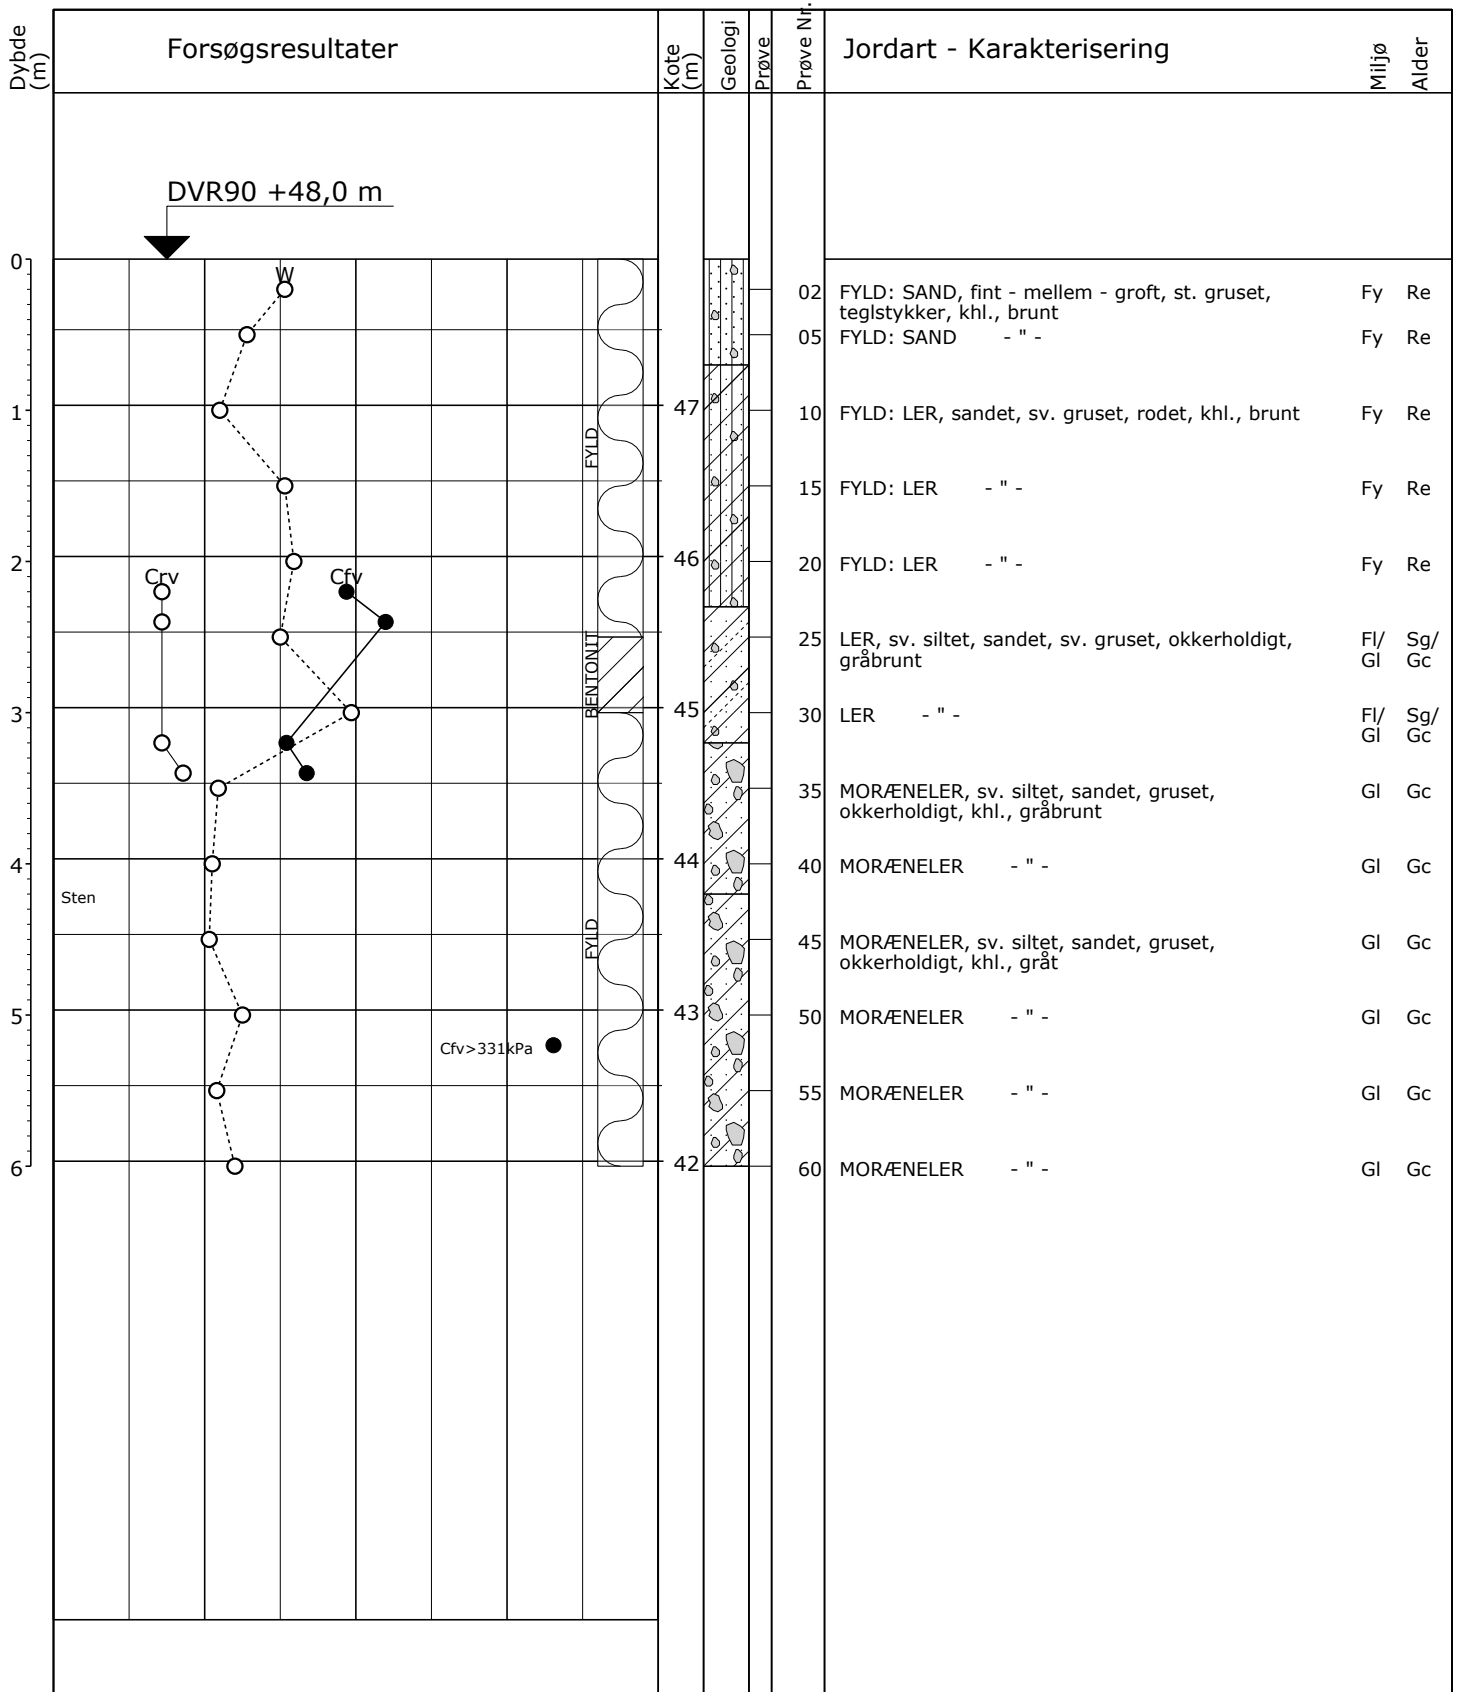 Dybde
(m)
Forsøgsresultater
Kote
(m)
Geologi
Prøve
Prøve Nr.
Jordart - Karakterisering
Miljø
Alder
DVR90 +48,0 m
0
W
02 FYLD: SAND, fint - mellem - groft, st. gruset, Fy Re
teglstykker, khl., brunt
05 FYLD: SAND - " - Fy Re
1
47
10 FYLD: LER, sandet, sv. gruset, rodet, khl., brunt Fy Re
FYLD
15 FYLD: LER - " - Fy Re
2
46
20 FYLD: LER - " - Fy Re
Crv
Cfv
25 LER, sv. siltet, sandet, sv. gruset, okkerholdigt, Fl/ Sg/
gråbrunt Gl Gc
BENTONIT
3
45
30 LER - " - Fl/ Sg/
Gl Gc
35 MORÆNELER, sv. siltet, sandet, gruset, Gl Gc
okkerholdigt, khl., gråbrunt
4
44
40 MORÆNELER - " - Gl Gc
Sten
FYLD
45 MORÆNELER, sv. siltet, sandet, gruset, Gl Gc
okkerholdigt, khl., gråt
5
43
50 MORÆNELER - " - Gl Gc
Cfv>331kPa
55 MORÆNELER - " - Gl Gc
6
42
60 MORÆNELER - " - Gl Gc